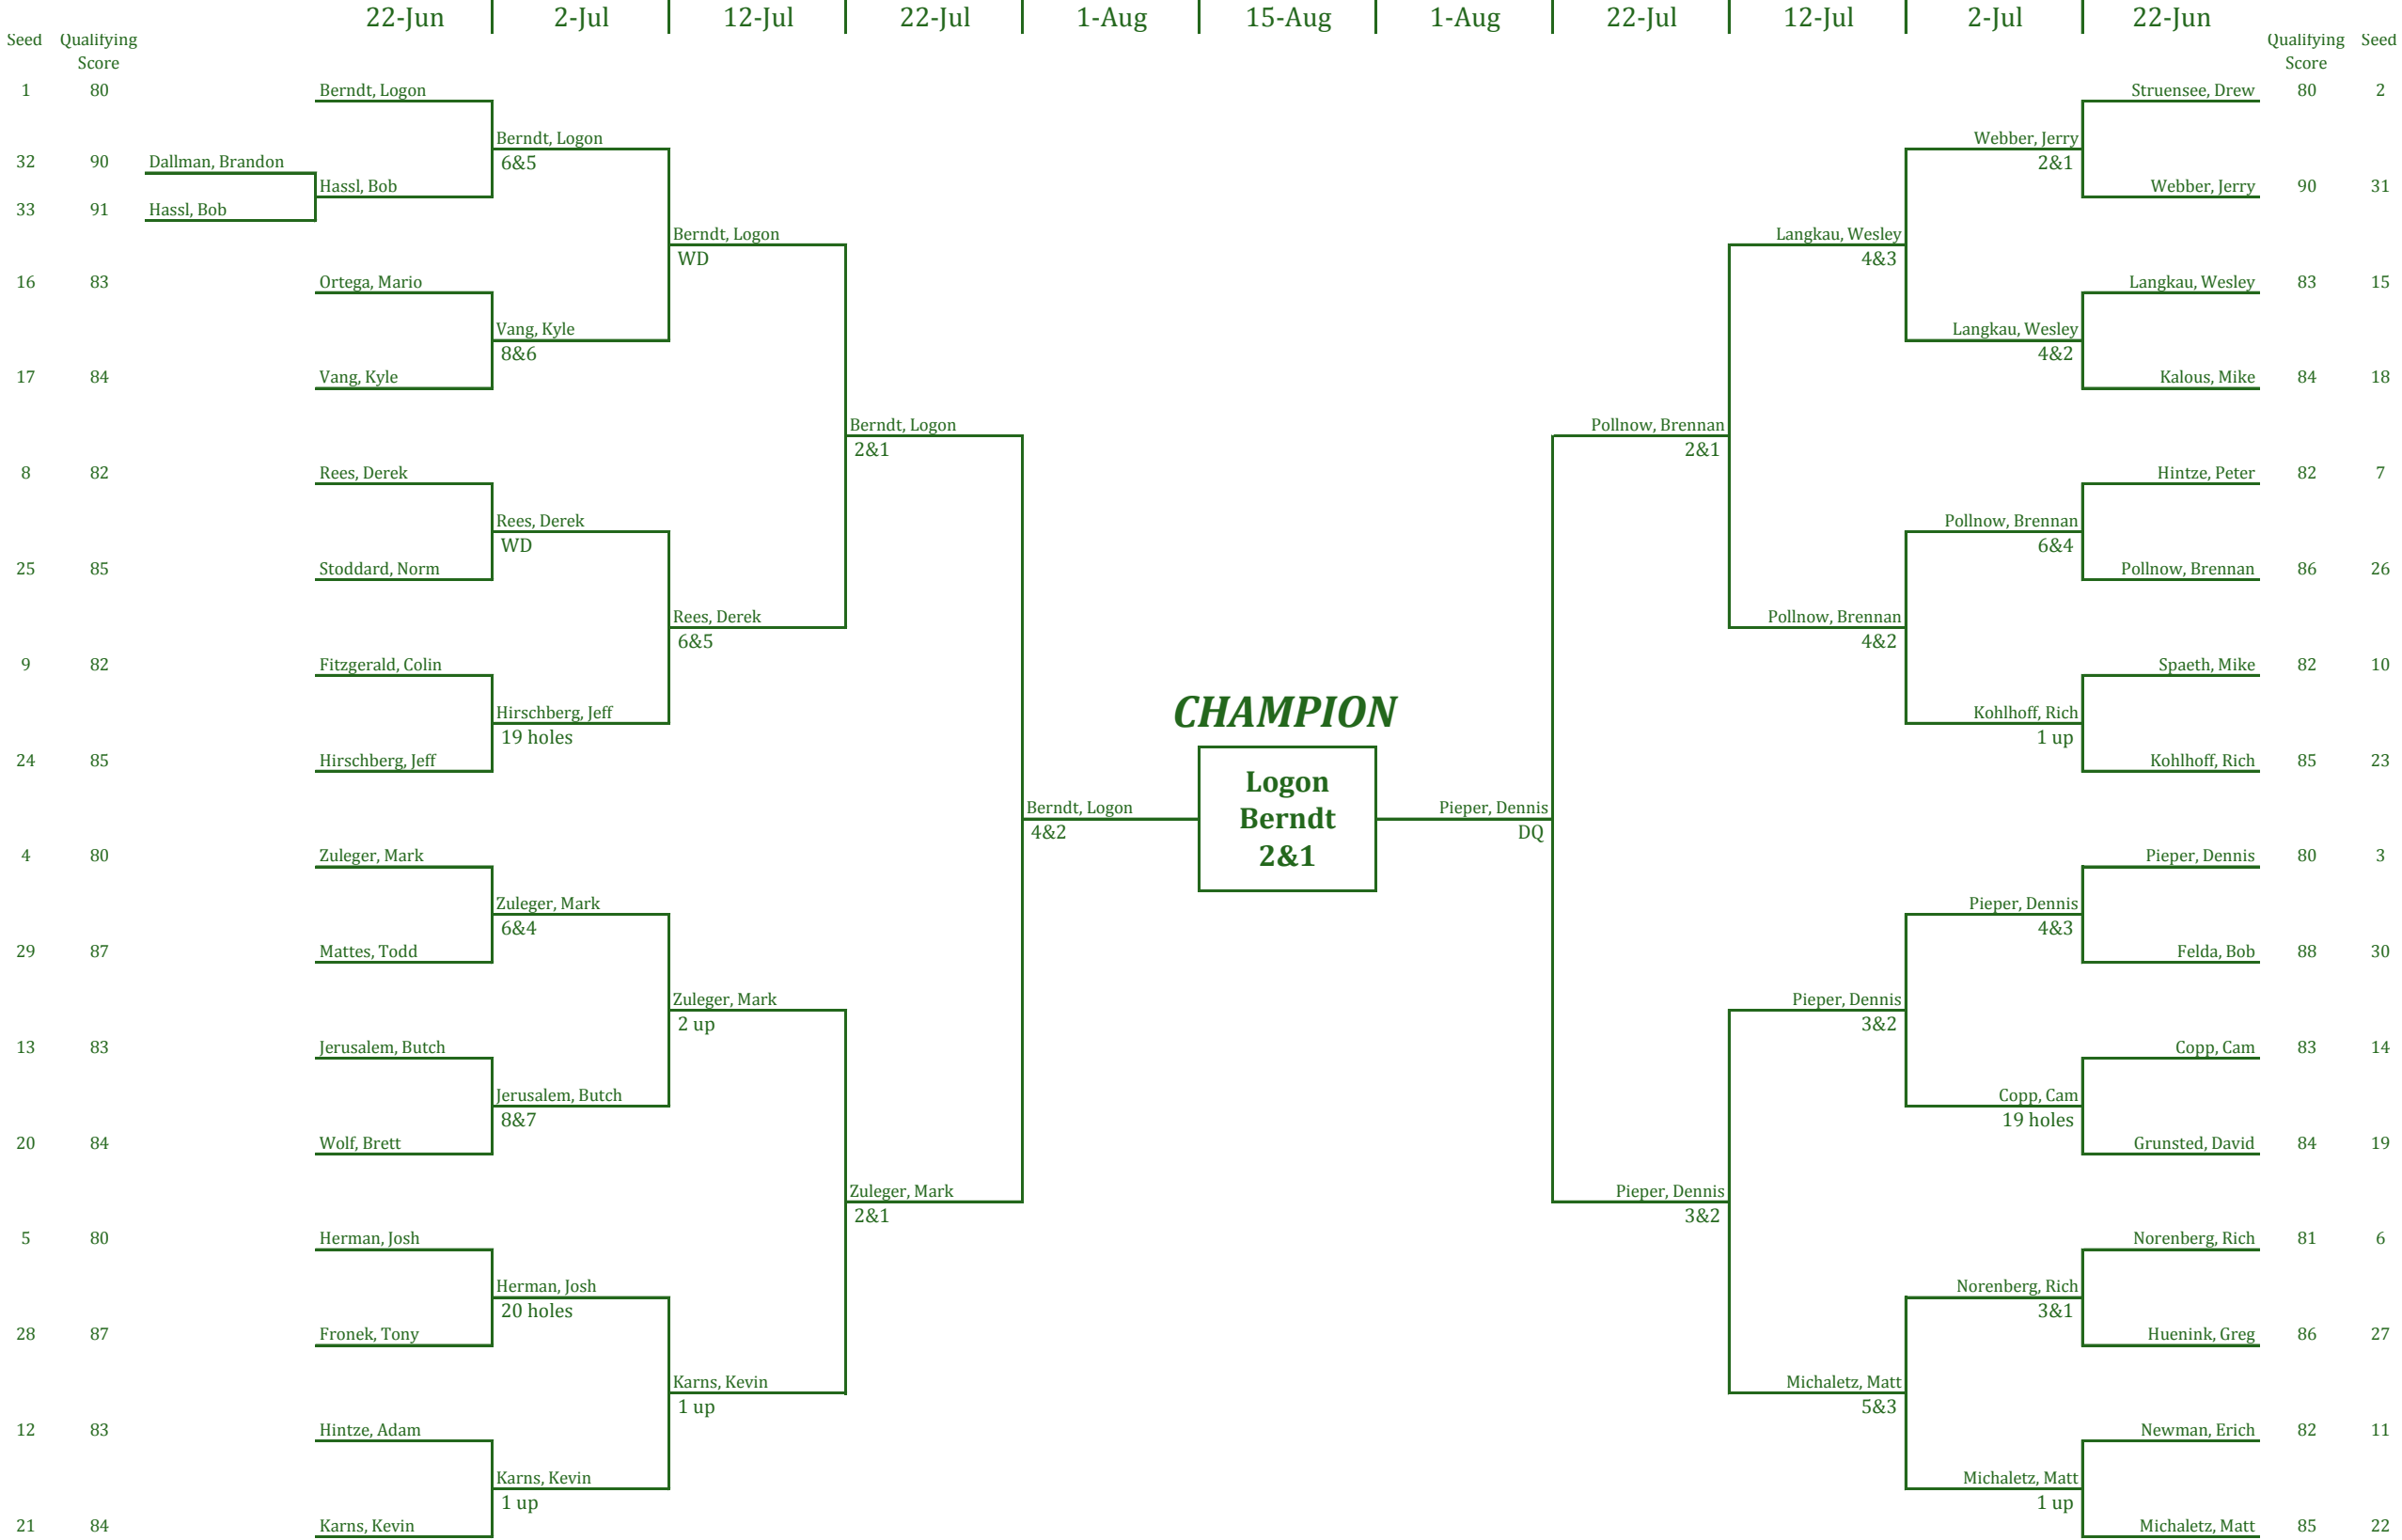 22-Jun 2-Jul 12-Jul 22-Jul 1-Aug 15-Aug 1-Aug 22-Jul 12-Jul 2-Jul 22-Jun
Seed Qualifying Qualifying Seed
Score Score
1 80 Berndt, Logon Struensee, Drew 80 2
Berndt, Logon Webber, Jerry
32 90 Dallman, Brandon 6&5 2&1
Hassl, Bob Webber, Jerry 90 31
33 91 Hassl, Bob
Berndt, Logon Langkau, Wesley
WD 4&3
16 83 Ortega, Mario Langkau, Wesley 83 15
Vang, Kyle Langkau, Wesley
8&6 4&2
17 84 Vang, Kyle Kalous, Mike 84 18
Berndt, Logon Pollnow, Brennan
2&1 2&1
8 82 Rees, Derek Hintze, Peter 82 7
Rees, Derek Pollnow, Brennan
WD 6&4
25 85 Stoddard, Norm Pollnow, Brennan 86 26
Rees, Derek Pollnow, Brennan
6&5 4&2
9 82 Fitzgerald, Colin Spaeth, Mike 82 10
Hirschberg, Jeff CHAMPION Kohlhoff, Rich
19 holes 1 up
24 85 Hirschberg, Jeff Kohlhoff, Rich 85 23
Logon
Berndt, Logon Berndt Pieper, Dennis
4&2 DQ
4 80 Zuleger, Mark 2&1 Pieper, Dennis 80 3
Zuleger, Mark Pieper, Dennis
6&4 4&3
29 87 Mattes, Todd Felda, Bob 88 30
Zuleger, Mark Pieper, Dennis
2 up 3&2
13 83 Jerusalem, Butch Copp, Cam 83 14
Jerusalem, Butch Copp, Cam
8&7 19 holes
20 84 Wolf, Brett Grunsted, David 84 19
Zuleger, Mark Pieper, Dennis
2&1 3&2
5 80 Herman, Josh Norenberg, Rich 81 6
Herman, Josh Norenberg, Rich
20 holes 3&1
28 87 Fronek, Tony Huenink, Greg 86 27
Karns, Kevin Michaletz, Matt
1 up 5&3
12 83 Hintze, Adam Newman, Erich 82 11
Karns, Kevin Michaletz, Matt
1 up 1 up
21 84 Karns, Kevin Michaletz, Matt 85 22